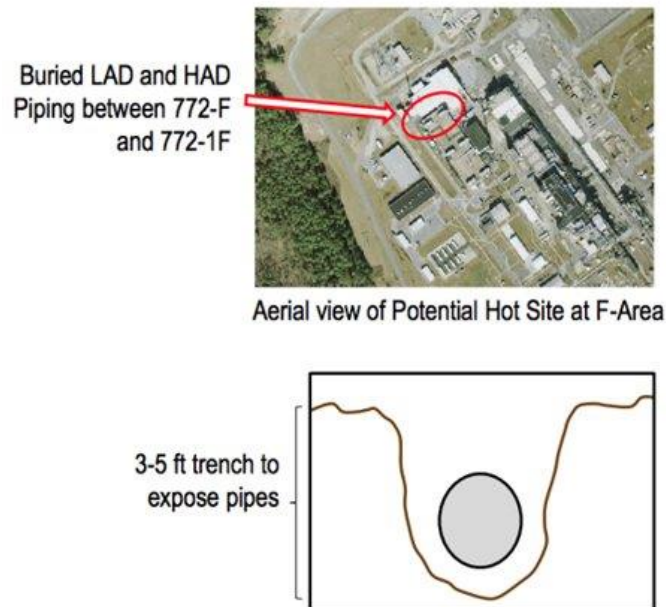 Buried LAD and HAD
Piping between 772-F
and 772-1F
Aerial view of Potential Hot Site at F-Area
3-5 ft trench to
expose pipes